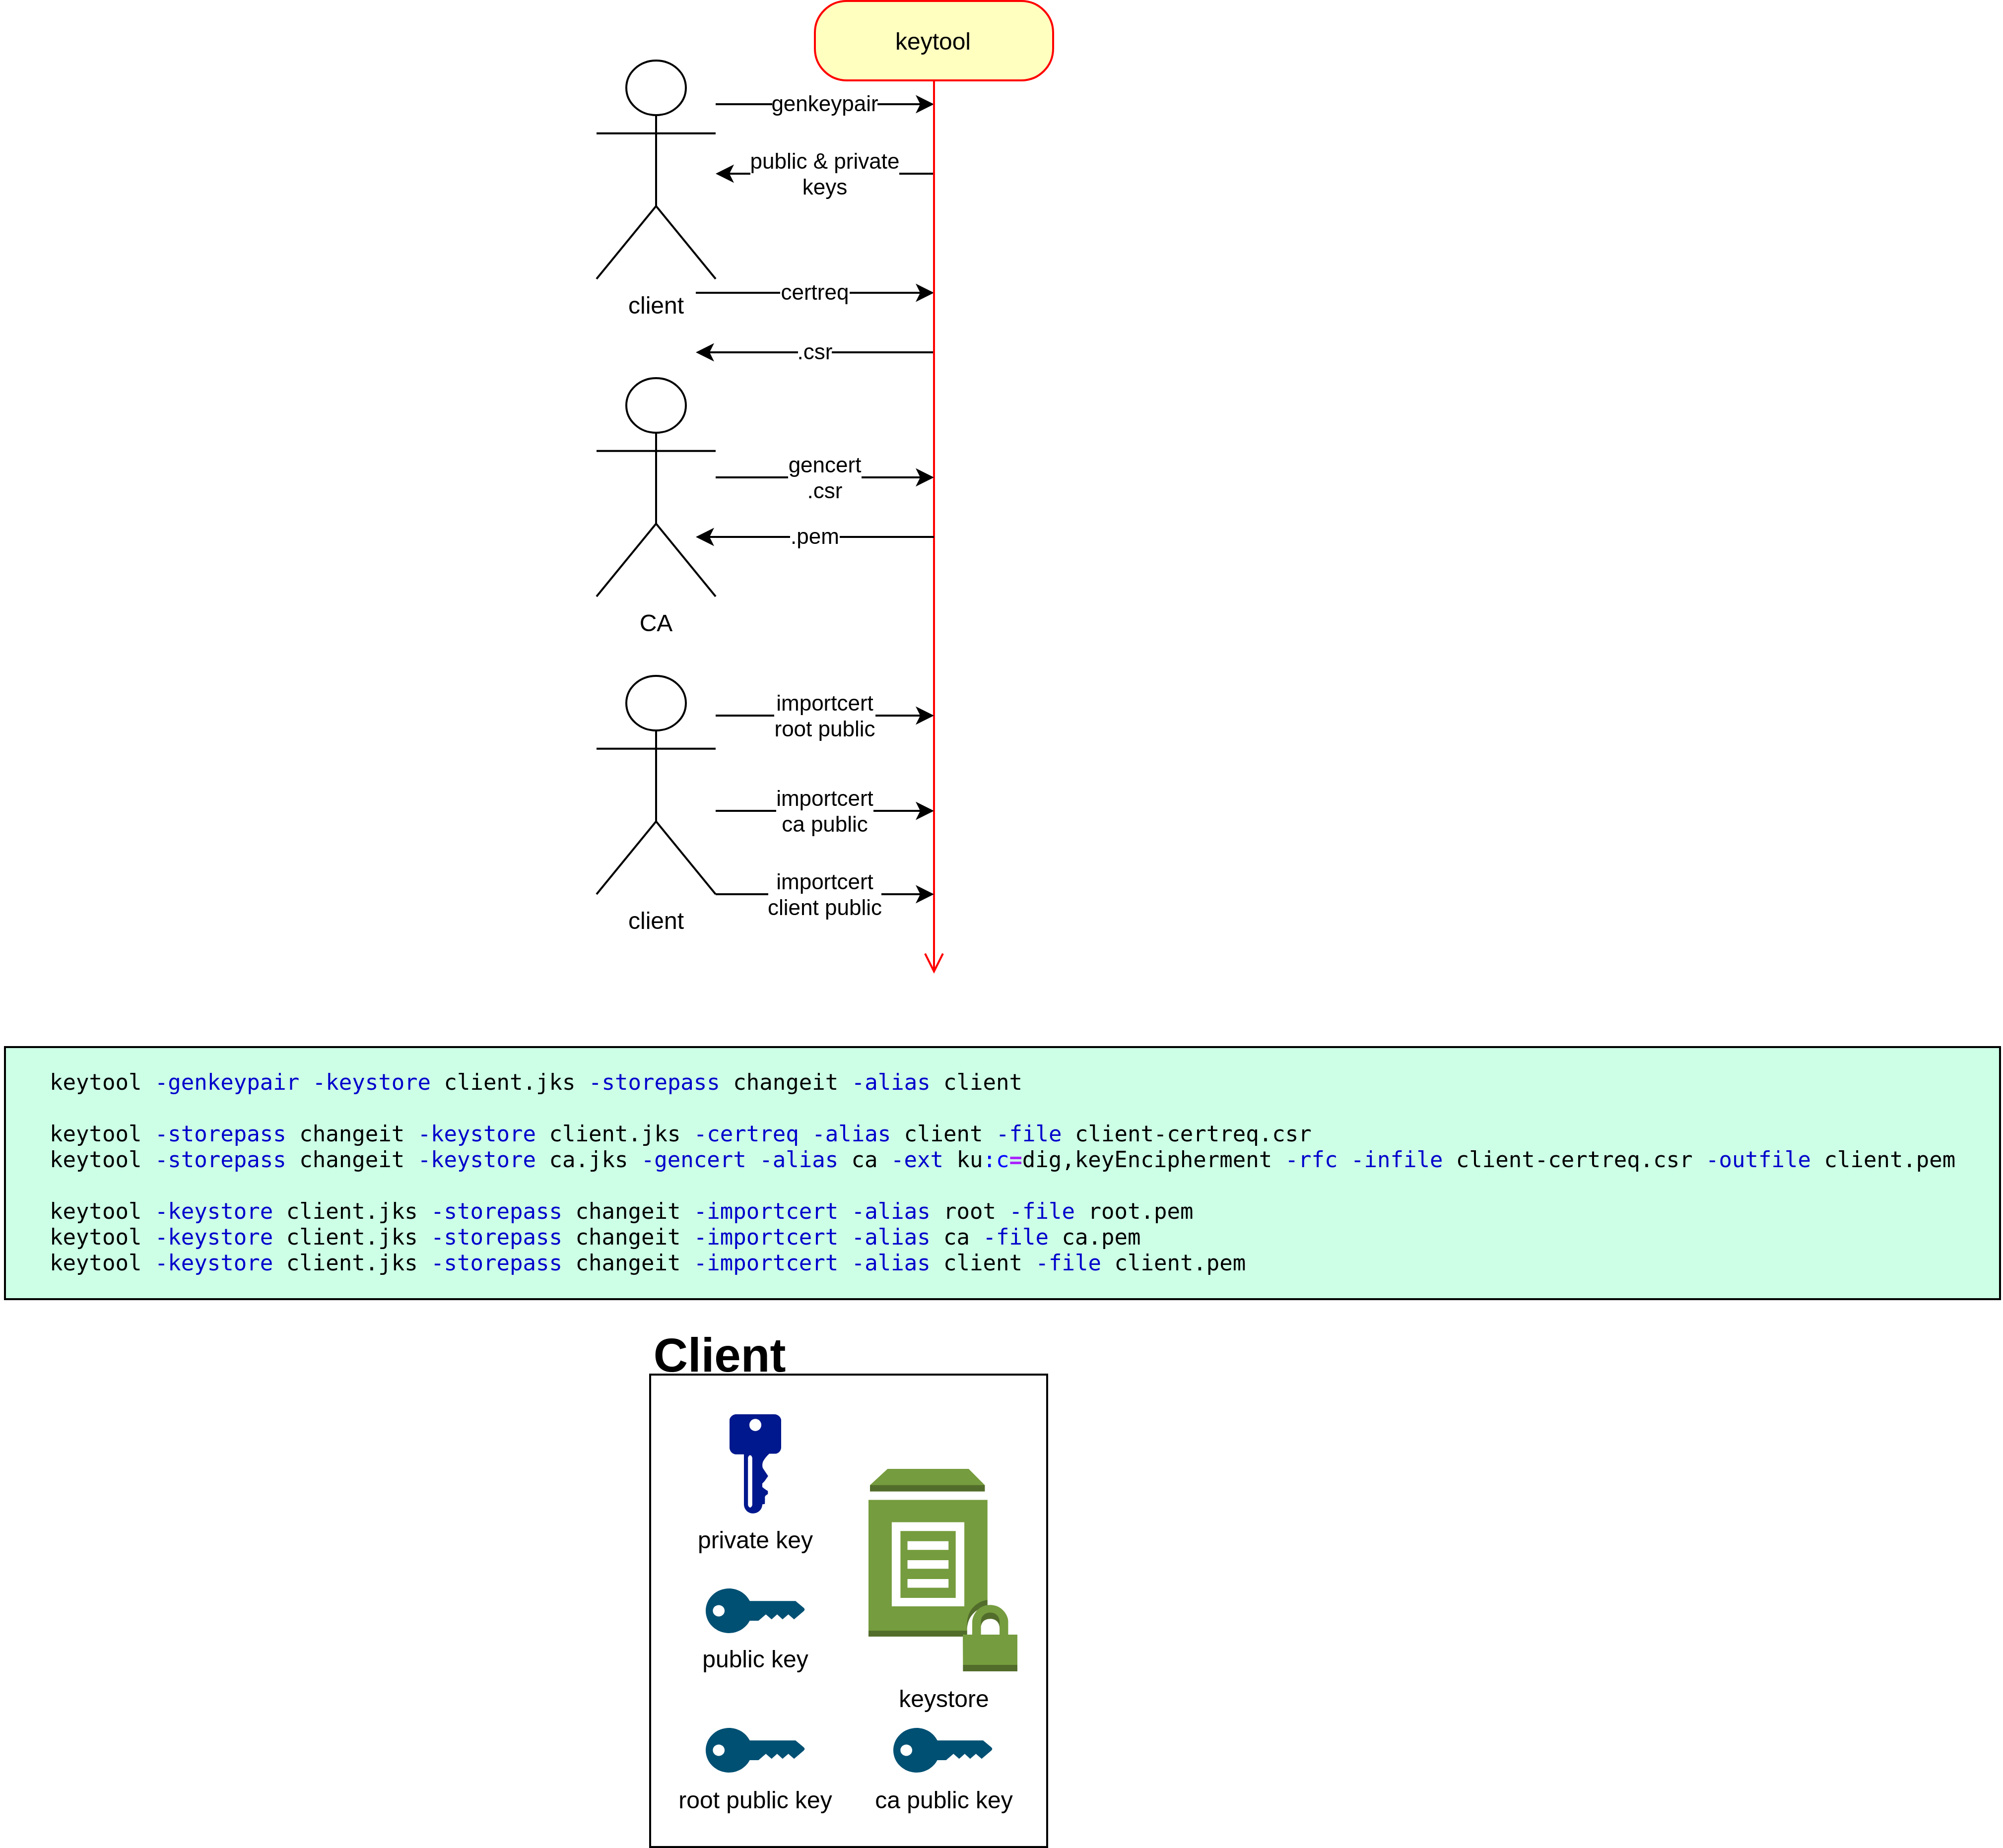 keytool
genkeypair
public & private
keys
certreq
client
.csr
gencert
.csr
.pem
CA
importcert
root public
importcert
ca public
importcert
client public
client
keytool -genkeypair -keystore client.jks -storepass changeit -alias client
keytool -storepass changeit -keystore client.jks -certreq -alias client -file client-certreq.csr
keytool -storepass changeit -keystore ca.jks -gencert -alias ca -ext ku:c=dig,keyEncipherment -rfc -infile client-certreq.csr -outfile client.pem
keytool -keystore client.jks -storepass changeit -importcert -alias root -file root.pem
keytool -keystore client.jks -storepass changeit -importcert -alias ca -file ca.pem
keytool -keystore client.jks -storepass changeit -importcert -alias client -file client.pem
Client
private key
public key
keystore
root public key
ca public key